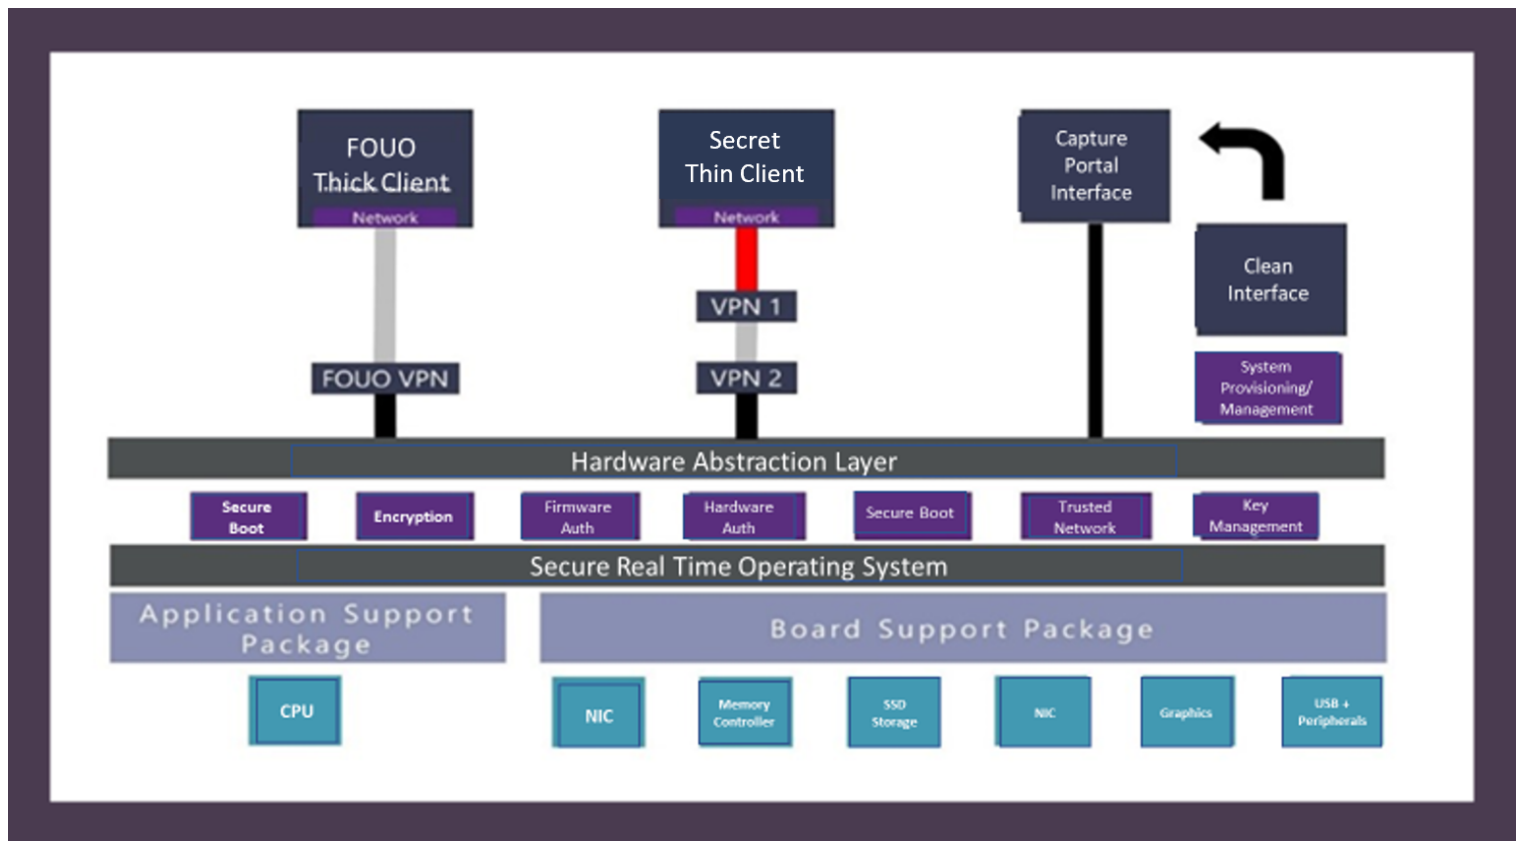 FOUO
Thick Client
Network
Secret
Thin Client
Network
Capture
Portal
Interface
Clean
Interface
VPN 1
FOUO VPN
VPN 2
System
Provisioning/
Management
Hardware Abstraction Layer
Secure
Boot
Encryption
Firmware
Auth
Hardware
Auth
Secure Boot
Trusted
Network
Key
Management
Secure Real Time Operating System
Application Support
Package
Board Support Package
CPU
NIC
Memory
Controller
SSD
Storage
NIC
Graphics
USB +
Peripherals